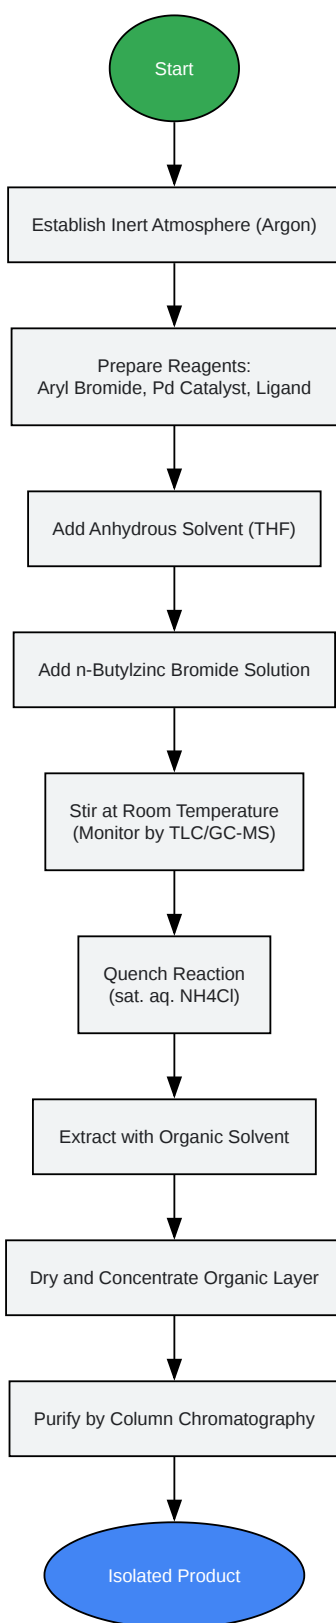 Start
Establish Inert Atmosphere (Argon)
Prepare Reagents:
Aryl Bromide, Pd Catalyst, Ligand
Add Anhydrous Solvent (THF)
Add n-Butylzinc Bromide Solution
Stir at Room Temperature
(Monitor by TLC/GC-MS)
Quench Reaction
(sat. aq. NH4Cl)
Extract with Organic Solvent
Dry and Concentrate Organic Layer
Purify by Column Chromatography
Isolated Product